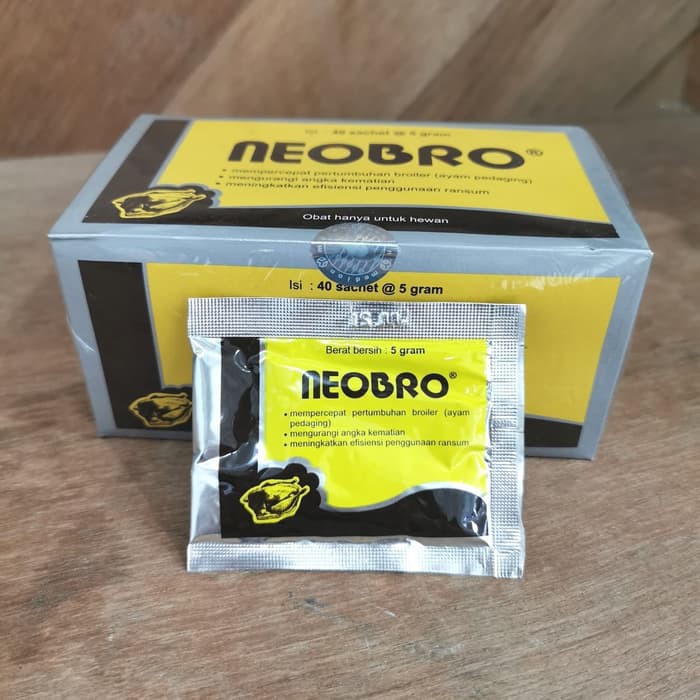 Isi : 40 sachet @ 5 gram
NEOBRO®
• mempercepat pertumbuhan broiler (ayam pedaging)
• mengurangi angka kematian
• meningkatkan efisiensi penggunaan ransum
Obat hanya untuk hewan
medion
Isi : 40 sachet @ 5 gram
Berat bersih : 5 gram
NEOBRO®
• mempercepat pertumbuhan broiler (ayam
pedaging)
• mengurangi angka kematian
• meningkatkan efisiensi penggunaan ransum